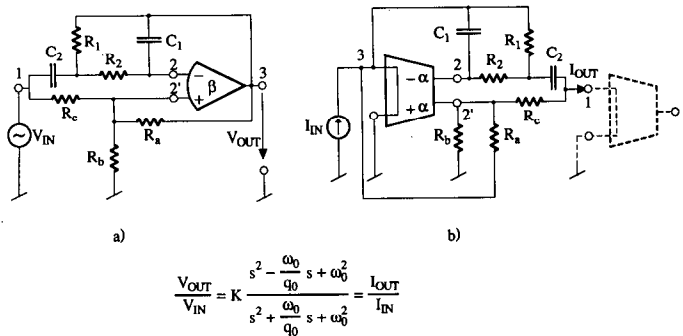 C₂
R₁
C₁
R₂
1
2
2'
−
+
β
3
R_c
V_IN
R_b
R_a
V_OUT
a)
3
I_IN
− α
+ α
2
2'
C₁
R₁
R₂
C₂
I_OUT
1
R_b
R_a
R_c
b)
V_OUT / V_IN = K (s² − (ω₀/q₀) s + ω₀²) / (s² + (ω₀/q₀) s + ω₀²) = I_OUT / I_IN